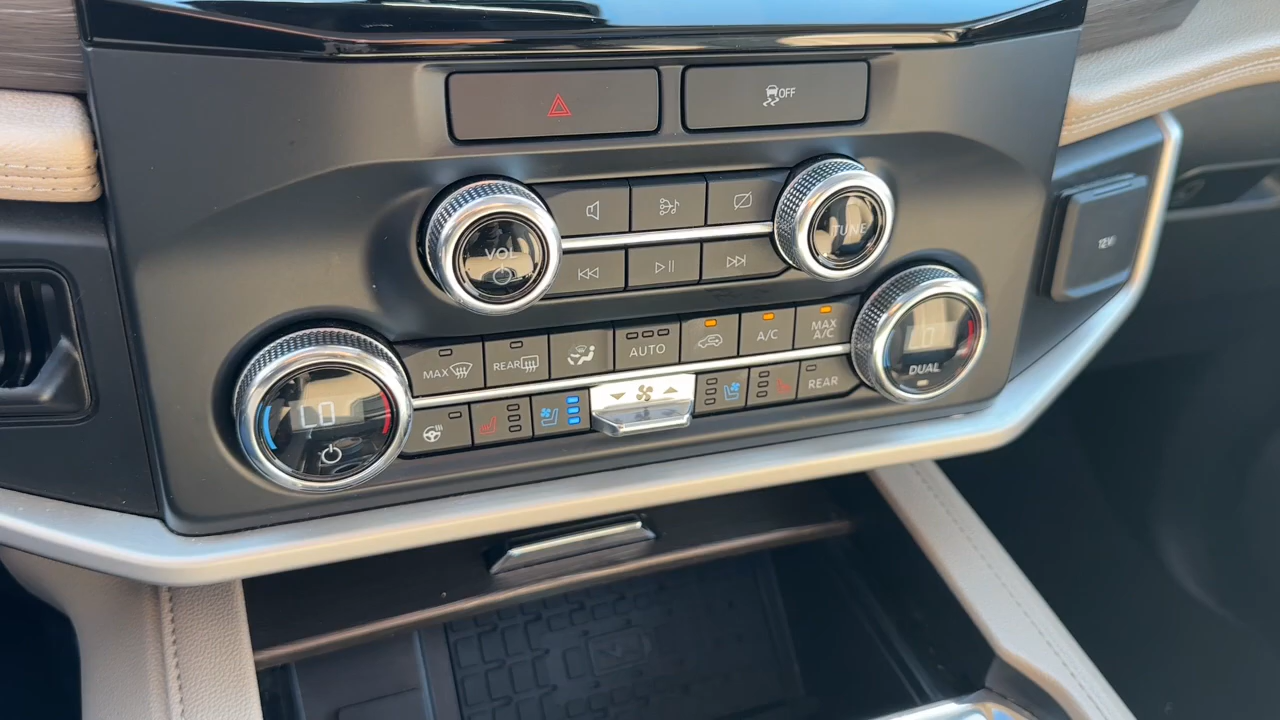 OFF
VOL
TUNE
12V
MAX
REAR
AUTO
A/C
MAX
A/C
LO
DUAL
REAR